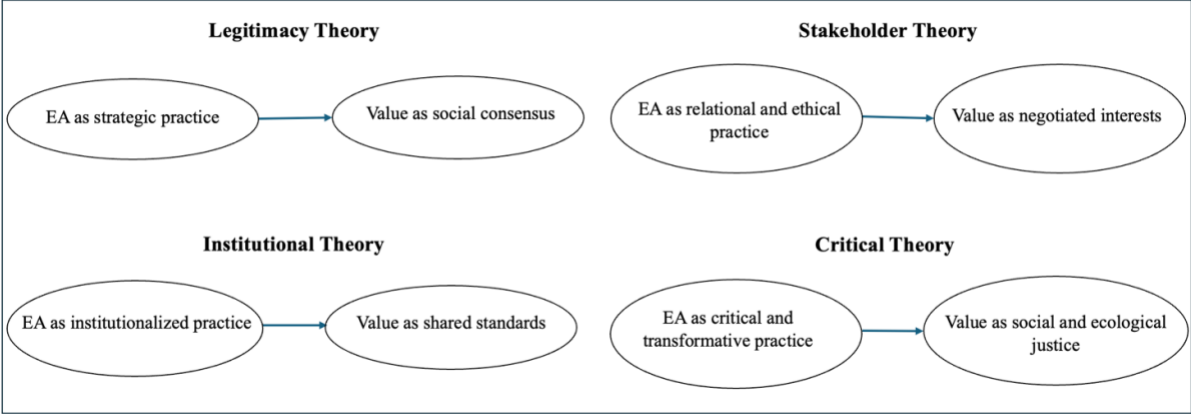 Legitimacy Theory
EA as strategic practice
Value as social consensus
Stakeholder Theory
EA as relational and ethical
practice
Value as negotiated interests
Institutional Theory
EA as institutionalized practice
Value as shared standards
Critical Theory
EA as critical and
transformative practice
Value as social and ecological
justice